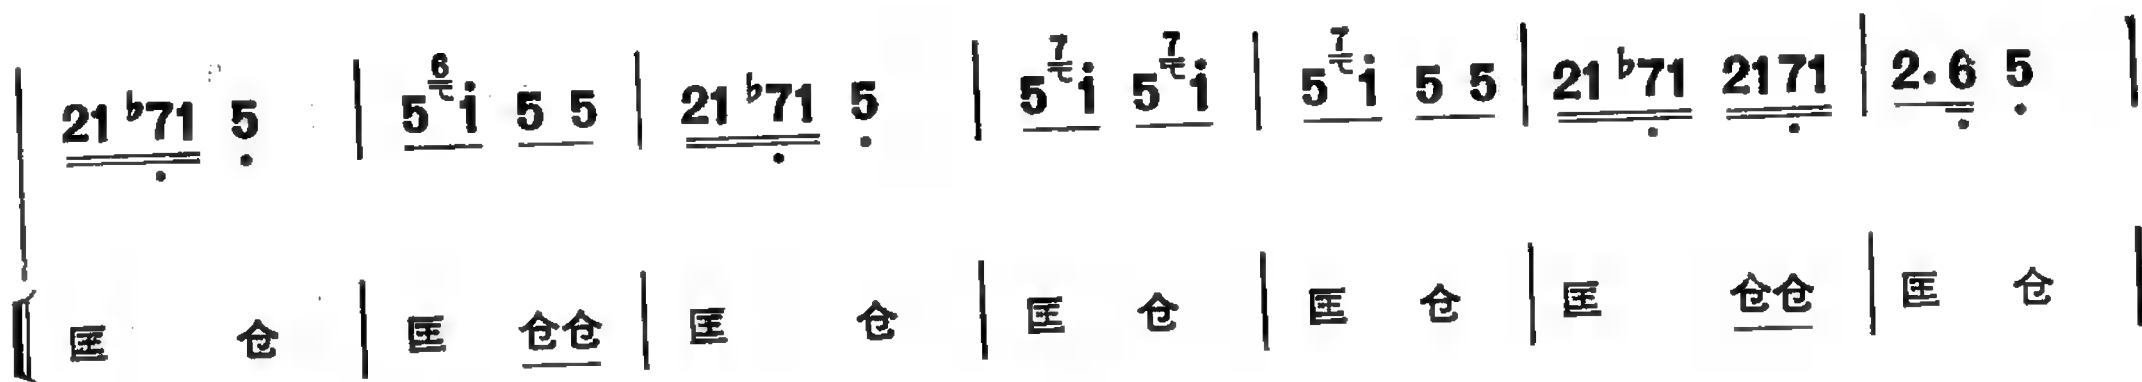 21♭71 5 | 5 6 i 5 5 | 21♭71 5 | 5 7 i 5 7 i | 5 7 i 5 5 | 21♭71 2171 | 2.6 5 |
匡 仓 | 匡 仓仓 | 匡 仓 | 匡 仓 | 匡 仓 | 匡 仓仓 | 匡 仓 |